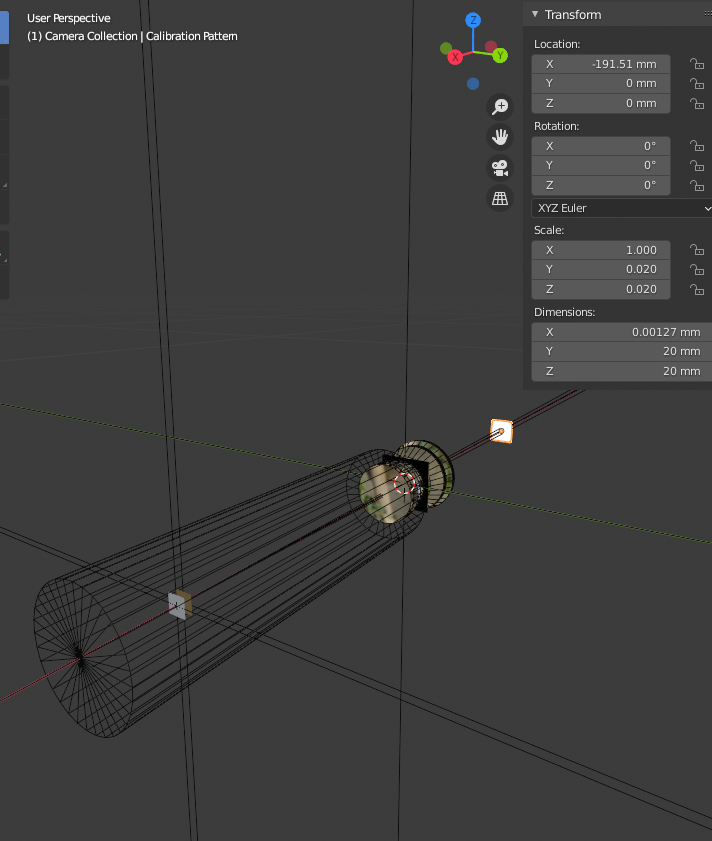 User Perspective
(1) Camera Collection | Calibration Pattern
Z
X
Y
Transform
Location:
X -191.51 mm
Y 0 mm
Z 0 mm
Rotation:
X 0°
Y 0°
Z 0°
XYZ Euler
Scale:
X 1.000
Y 0.020
Z 0.020
Dimensions:
X 0.00127 mm
Y 20 mm
Z 20 mm